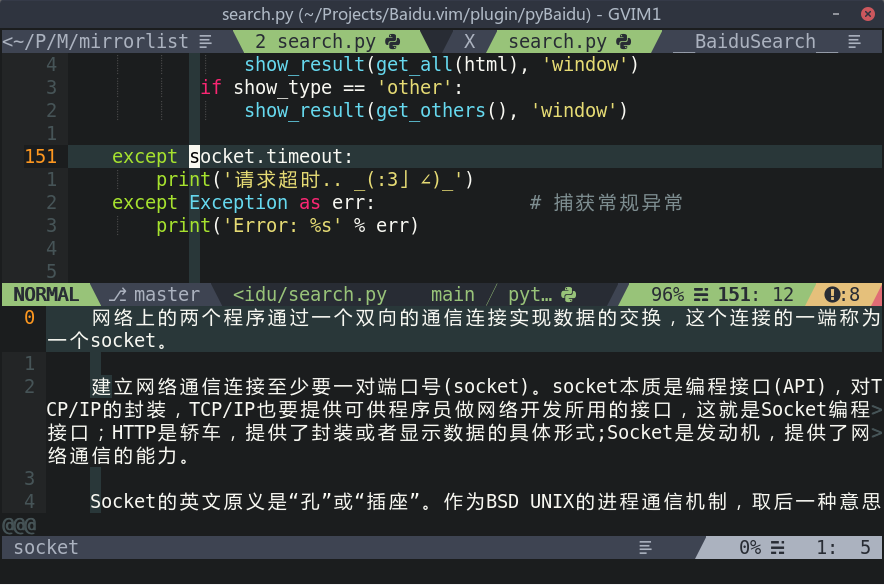 search.py (~/Projects/Baidu.vim/plugin/pyBaidu) - GVIM1
<~/P/M/mirrorlist 2 search.py X search.py __BaiduSearch__
4 show_result(get_all(html), 'window')
3 if show_type == 'other':
2 show_result(get_others(), 'window')
1
151 except socket.timeout:
1 print('请求超时.. _(:3」∠)_')
2 except Exception as err: # 捕获常规异常
3 print('Error: %s' % err)
4
5
NORMAL master <idu/search.py main pyt… 96% 151: 12 :8
0 网络上的两个程序通过一个双向的通信连接实现数据的交换，这个连接的一端称为
一个socket。
1
2 建立网络通信连接至少要一对端口号(socket)。socket本质是编程接口(API)，对T
CP/IP的封装，TCP/IP也要提供可供程序员做网络开发所用的接口，这就是Socket编程>
接口；HTTP是轿车，提供了封装或者显示数据的具体形式;Socket是发动机，提供了网>
络通信的能力。
3
4 Socket的英文原义是“孔”或“插座”。作为BSD UNIX的进程通信机制，取后一种意思
@@@
socket 0% 1: 5